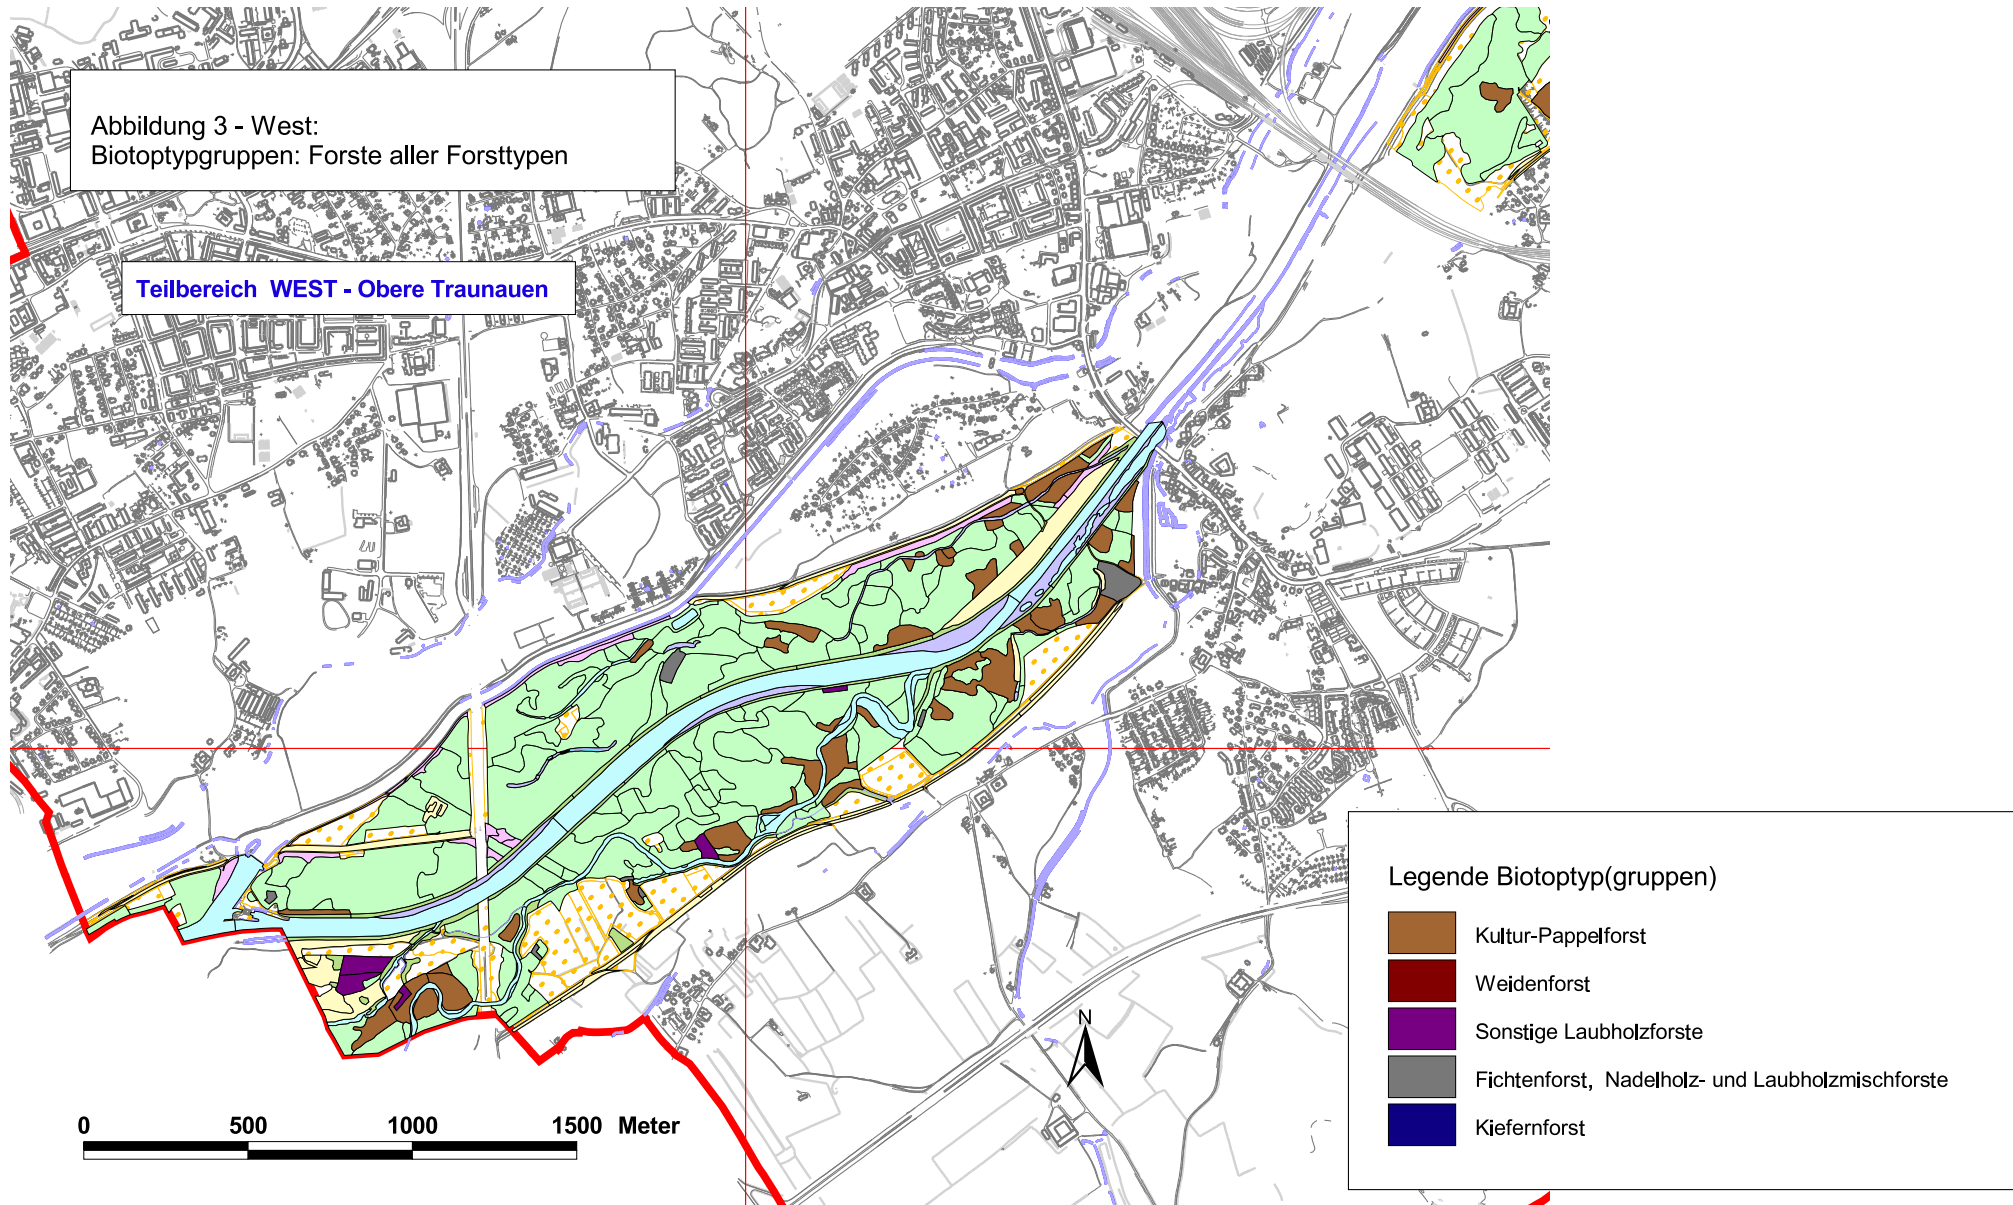 Abbildung 3 - West:
Biotoptypgruppen: Forste aller Forsttypen
Teilbereich WEST - Obere Traunauen
Legende Biotoptyp(gruppen)
Kultur-Pappelforst
Weidenforst
Sonstige Laubholzforste
Fichtenforst, Nadelholz- und Laubholzmischforste
Kiefernforst
N
0 500 1000 1500 Meter